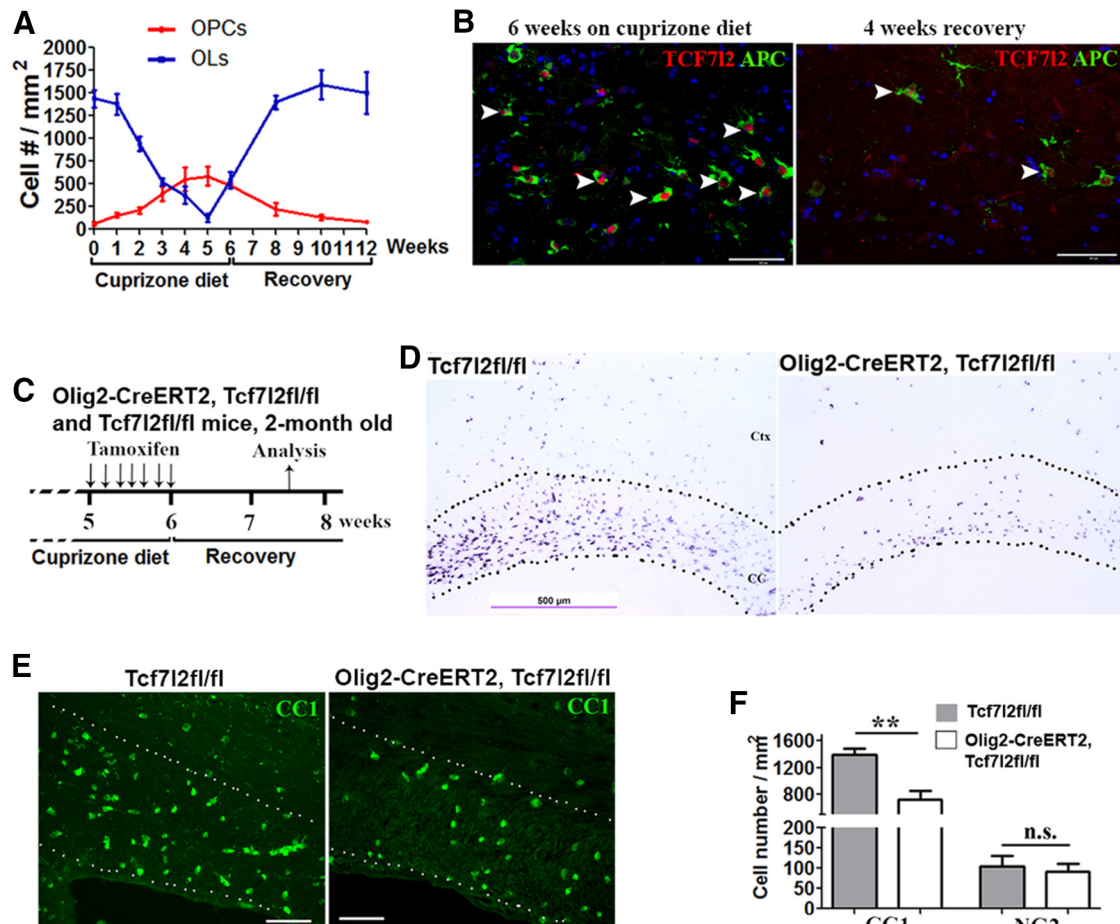 A
OPCs
OLs
2000
1750
1500
1250
1000
750
500
250
0
Cell # / mm2
0 1 2 3 4 5 6 7 8 9 10 11 12 Weeks
Cuprizone diet Recovery
B
6 weeks on cuprizone diet 4 weeks recovery
TCF7l2 APC TCF7l2 APC
C
Olig2-CreERT2, Tcf7l2fl/fl
and Tcf7l2fl/fl mice, 2-month old
Tamoxifen Analysis
5 6 7 8 weeks
Cuprizone diet Recovery
D
Tcf7l2fl/fl Olig2-CreERT2, Tcf7l2fl/fl
Ctx
CC
500 µm
E
Tcf7l2fl/fl Olig2-CreERT2, Tcf7l2fl/fl
CC1 CC1
F
Tcf7l2fl/fl
Olig2-CreERT2,
Tcf7l2fl/fl
Cell number / mm2
1600
1200
800
200
150
100
50
0
**
n.s.
CC1 NG2